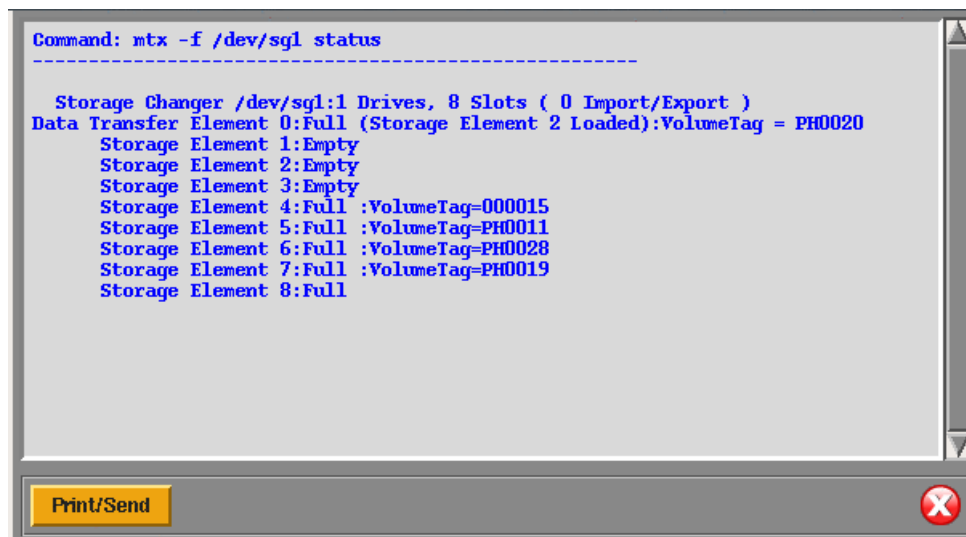 Command: mtx -f /dev/sg1 status
------------------------------------------------------
Storage Changer /dev/sg1:1 Drives, 8 Slots ( 0 Import/Export )
Data Transfer Element 0:Full (Storage Element 2 Loaded):VolumeTag = PH0020
Storage Element 1:Empty
Storage Element 2:Empty
Storage Element 3:Empty
Storage Element 4:Full :VolumeTag=000015
Storage Element 5:Full :VolumeTag=PH0011
Storage Element 6:Full :VolumeTag=PH0028
Storage Element 7:Full :VolumeTag=PH0019
Storage Element 8:Full
Print/Send